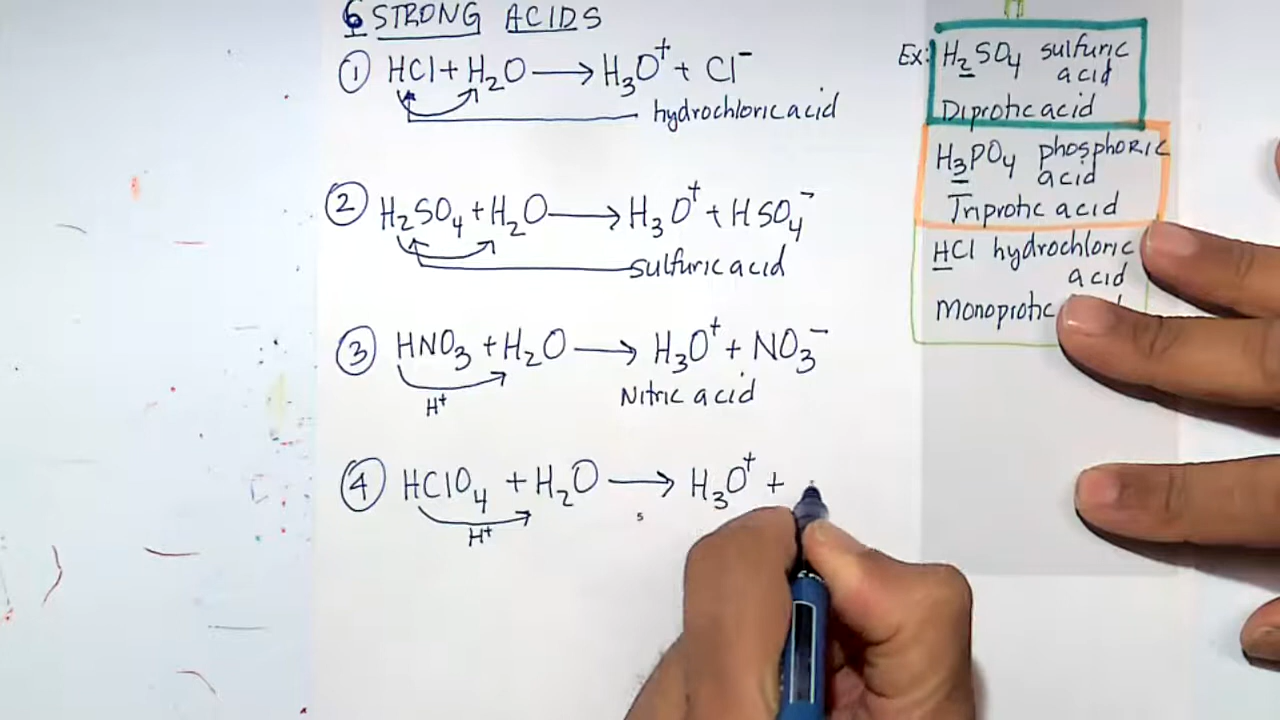 6 STRONG ACIDS
① HCl + H₂O ⟶ H₃O⁺ + Cl⁻
hydrochloric acid
② H₂SO₄ + H₂O ⟶ H₃O⁺ + HSO₄⁻
sulfuric acid
③ HNO₃ + H₂O ⟶ H₃O⁺ + NO₃⁻
H⁺
Nitric acid
④ HClO₄ + H₂O ⟶ H₃O⁺ +
H⁺
Ex: H₂SO₄ sulfuric
acid
Diprotic acid
H₃PO₄ phosphoric
acid
Triprotic acid
HCl hydrochloric
acid
Monoprotic